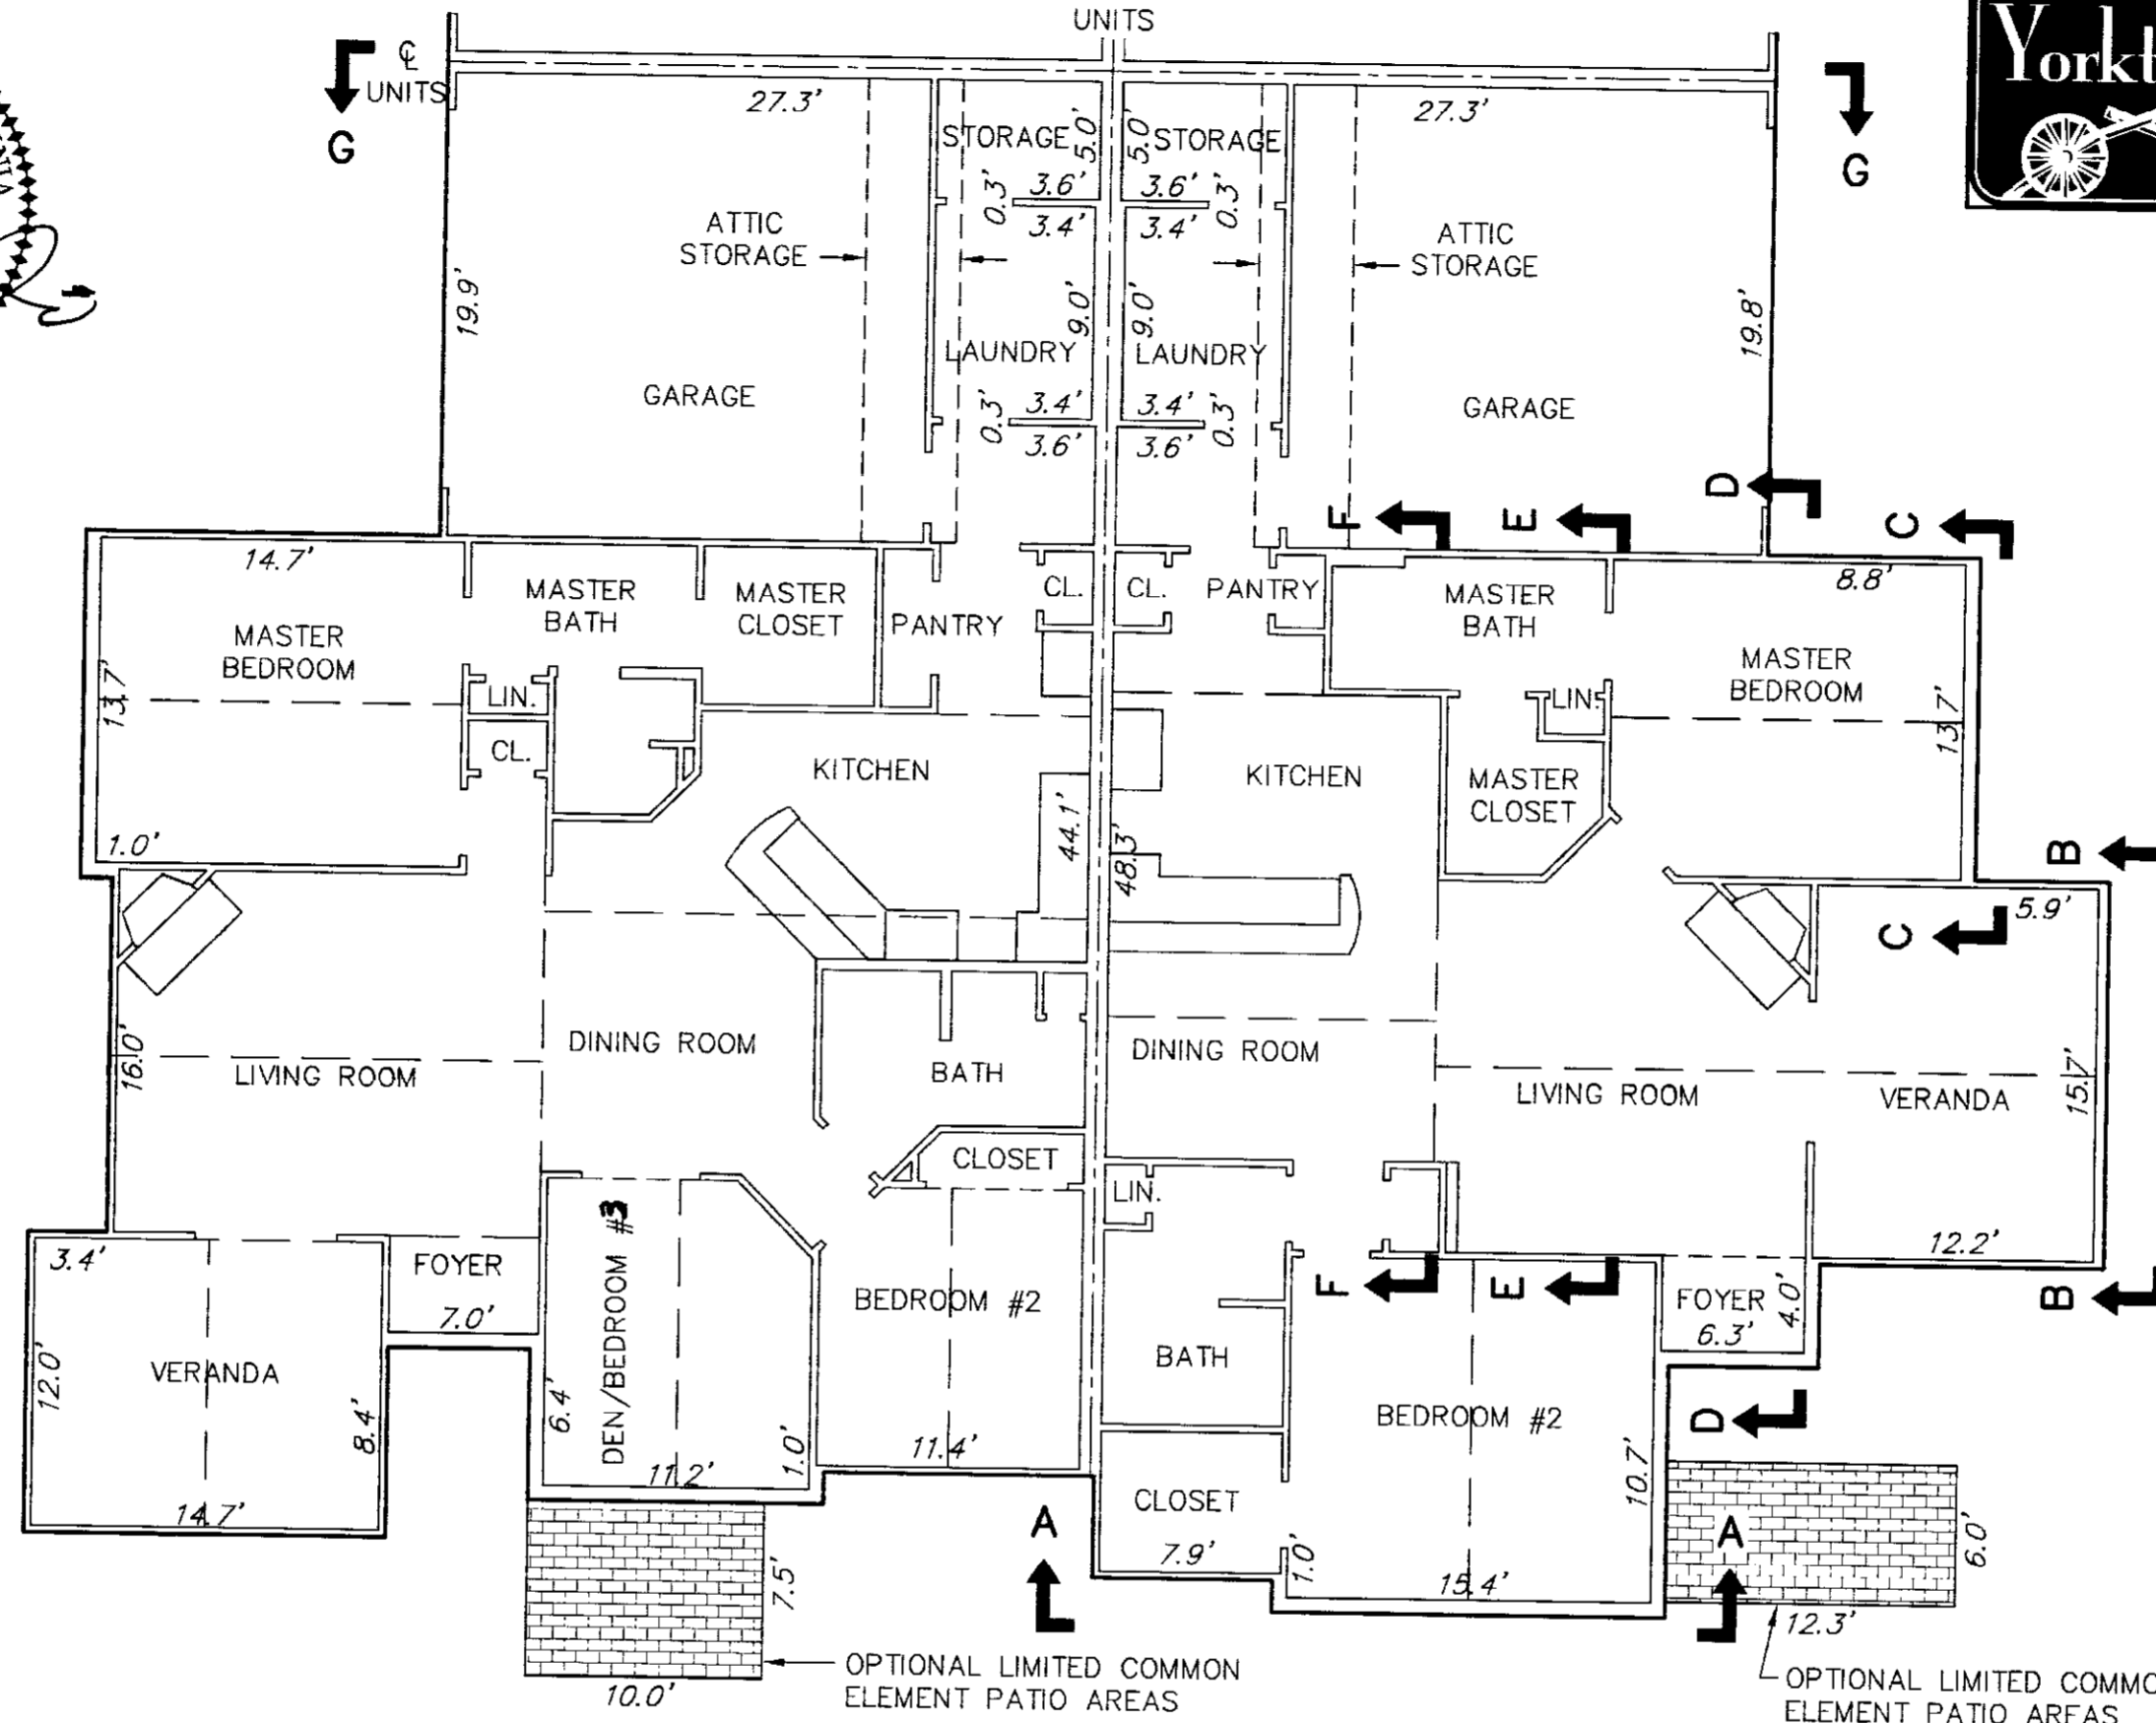 UNITS
Yorkt
℄
UNITS
G
G
27.3'
27.3'
STORAGE
5.0'
5.0'
STORAGE
3.6'
3.6'
0.3'
0.3'
3.4'
3.4'
ATTIC
STORAGE
ATTIC
STORAGE
19.9'
9.0'
9.0'
19.8'
LAUNDRY
LAUNDRY
GARAGE
GARAGE
3.4'
3.4'
0.3'
0.3'
3.6'
3.6'
F
E
D
C
14.7'
8.8'
MASTER
BATH
MASTER
CLOSET
CL.
CL.
PANTRY
PANTRY
MASTER
BATH
MASTER
BEDROOM
MASTER
BEDROOM
13.7'
LIN.
LIN.
13.7'
CL.
KITCHEN
KITCHEN
MASTER
CLOSET
44.1'
48.3'
1.0'
B
5.9'
C
16.0'
LIVING ROOM
DINING ROOM
BATH
DINING ROOM
LIVING ROOM
VERANDA
15.7'
CLOSET
LIN.
3.4'
FOYER
7.0'
DEN/BEDROOM #3
BEDROOM #2
12.2'
F
E
FOYER
6.3'
4.0'
B
12.0'
VERANDA
8.4'
6.4'
1.0'
BATH
BEDROOM #2
D
11.4'
11.2'
14.7'
10.7'
CLOSET
A
A
7.9'
1.0'
15.4'
6.0'
7.5'
12.3'
10.0'
OPTIONAL LIMITED COMMON
ELEMENT PATIO AREAS
OPTIONAL LIMITED COMMO
ELEMENT PATIO AREAS